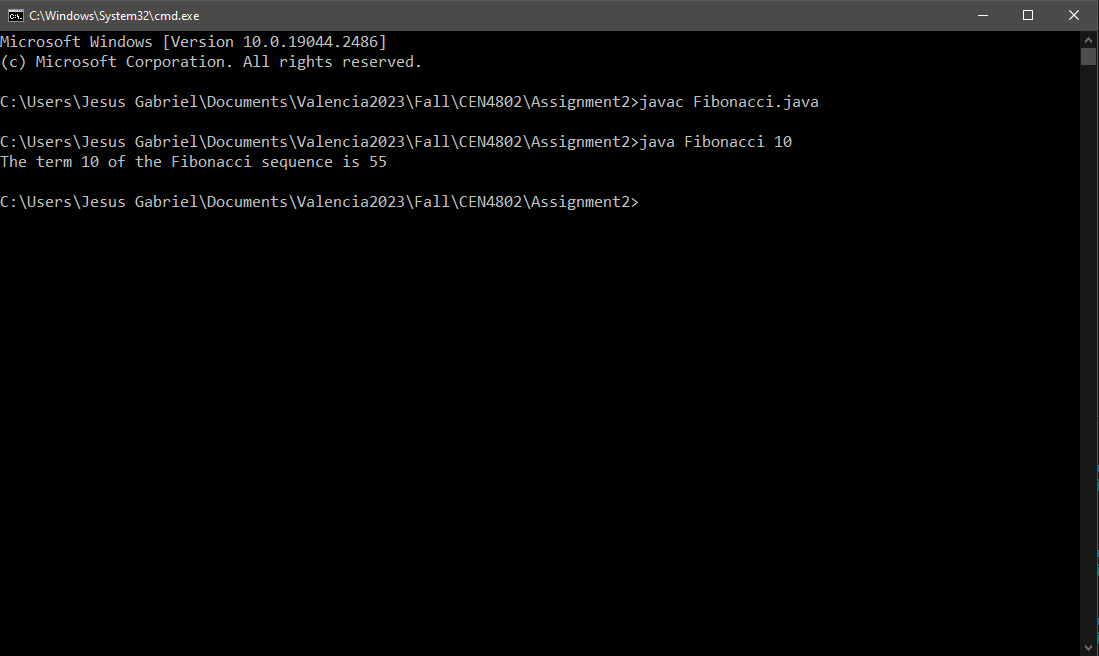 C:\Windows\System32\cmd.exe
Microsoft Windows [Version 10.0.19044.2486]
(c) Microsoft Corporation. All rights reserved.
C:\Users\Jesus Gabriel\Documents\Valencia2023\Fall\CEN4802\Assignment2>javac Fibonacci.java
C:\Users\Jesus Gabriel\Documents\Valencia2023\Fall\CEN4802\Assignment2>java Fibonacci 10
The term 10 of the Fibonacci sequence is 55
C:\Users\Jesus Gabriel\Documents\Valencia2023\Fall\CEN4802\Assignment2>